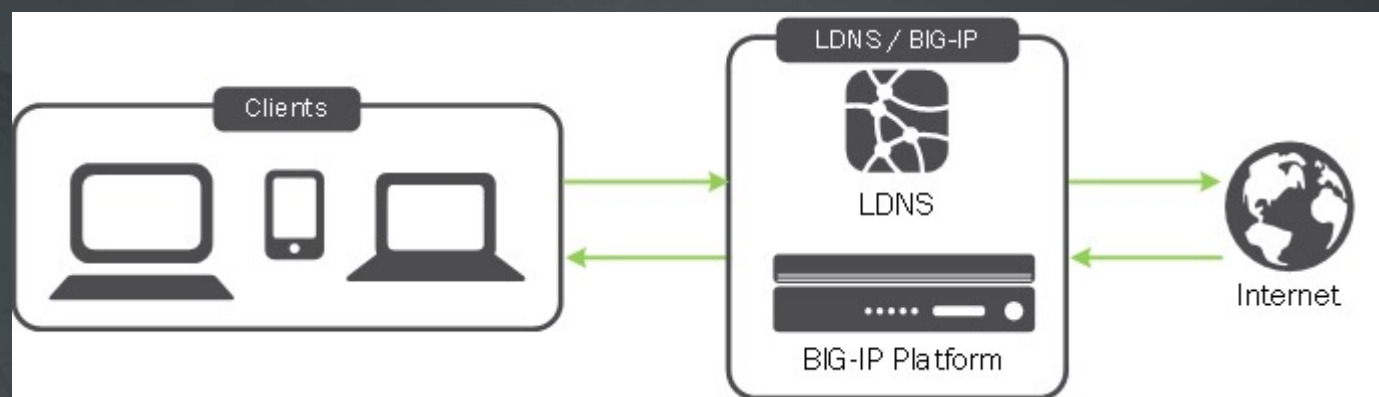 Clients
LDNS / BIG-IP
LDNS
BIG-IP Platform
Internet